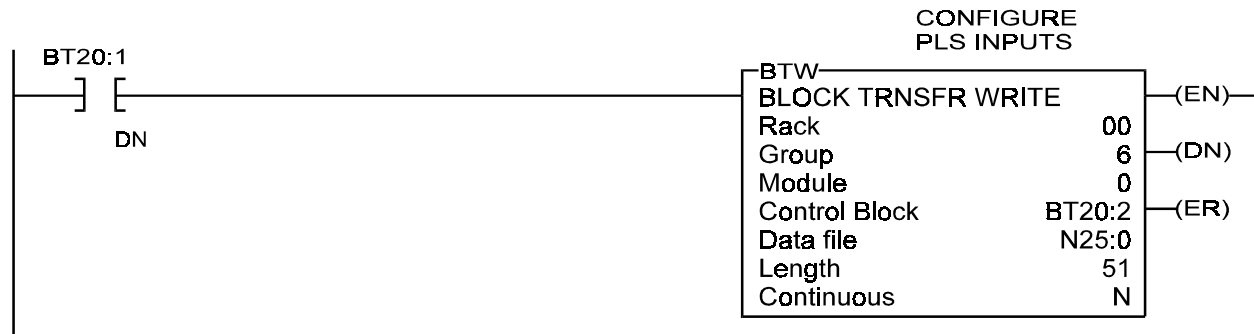 CONFIGURE
PLS INPUTS
BT20:1
DN
BTW
BLOCK TRNSFR WRITE
(EN)
Rack 00
Group 6
(DN)
Module 0
Control Block BT20:2
(ER)
Data file N25:0
Length 51
Continuous N